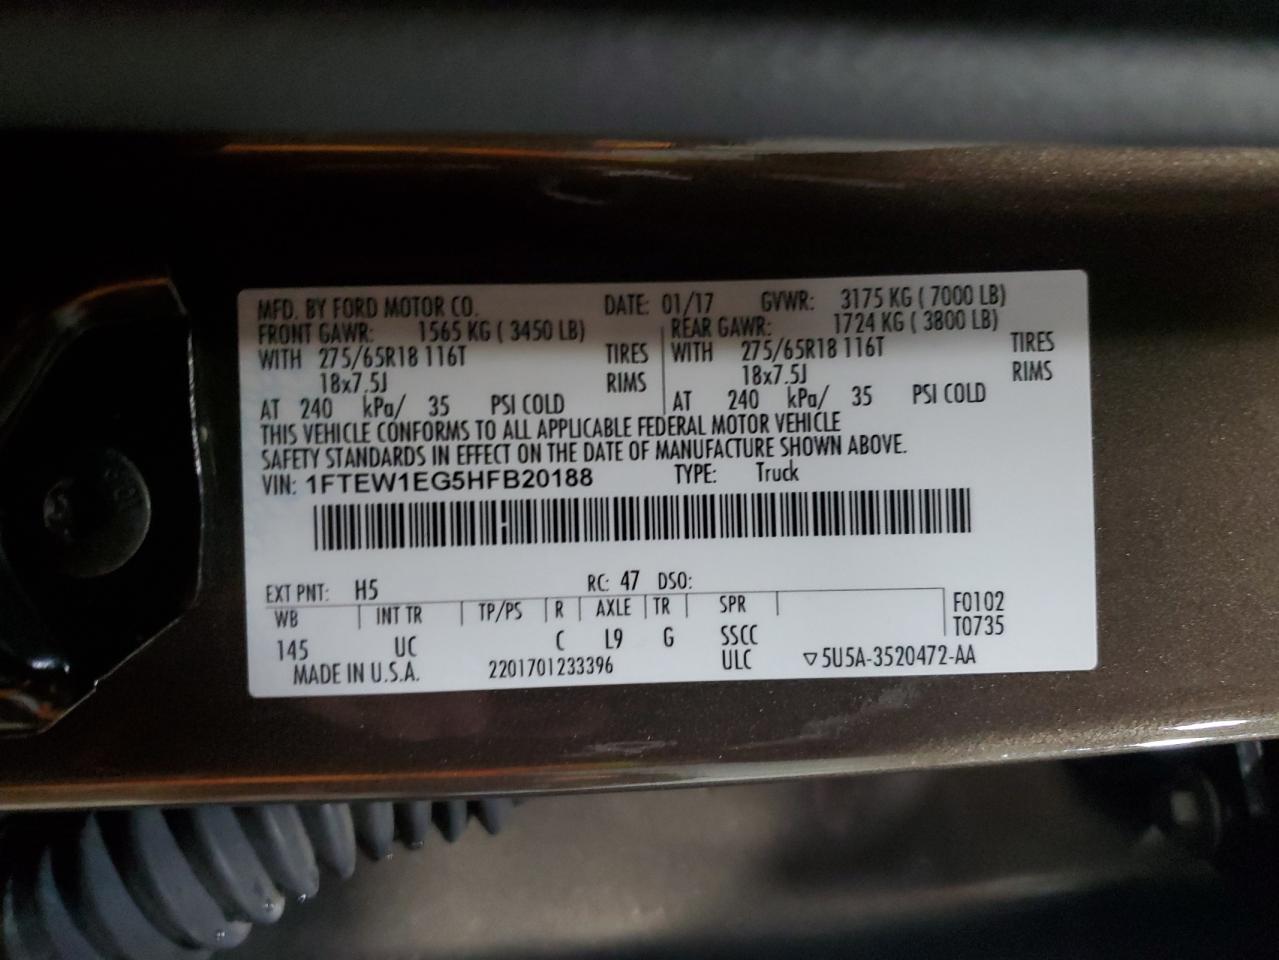 MFD. BY FORD MOTOR CO. DATE: 01/17 GVWR: 3175 KG ( 7000 LB)
FRONT GAWR: 1565 KG ( 3450 LB) REAR GAWR: 1724 KG ( 3800 LB)
WITH 275/65R18 116T TIRES WITH 275/65R18 116T TIRES
18x7.5J RIMS 18x7.5J RIMS
AT 240 kPa/ 35 PSI COLD AT 240 kPa/ 35 PSI COLD
THIS VEHICLE CONFORMS TO ALL APPLICABLE FEDERAL MOTOR VEHICLE
SAFETY STANDARDS IN EFFECT ON THE DATE OF MANUFACTURE SHOWN ABOVE.
VIN: 1FTEW1EG5HFB20188 TYPE: Truck
EXT PNT: H5 RC: 47 DSO:
WB INT TR TP/PS R AXLE TR SPR F0102
145 UC C L9 G SSCC T0735
MADE IN U.S.A. 2201701233396 ULC ▽5U5A-3520472-AA